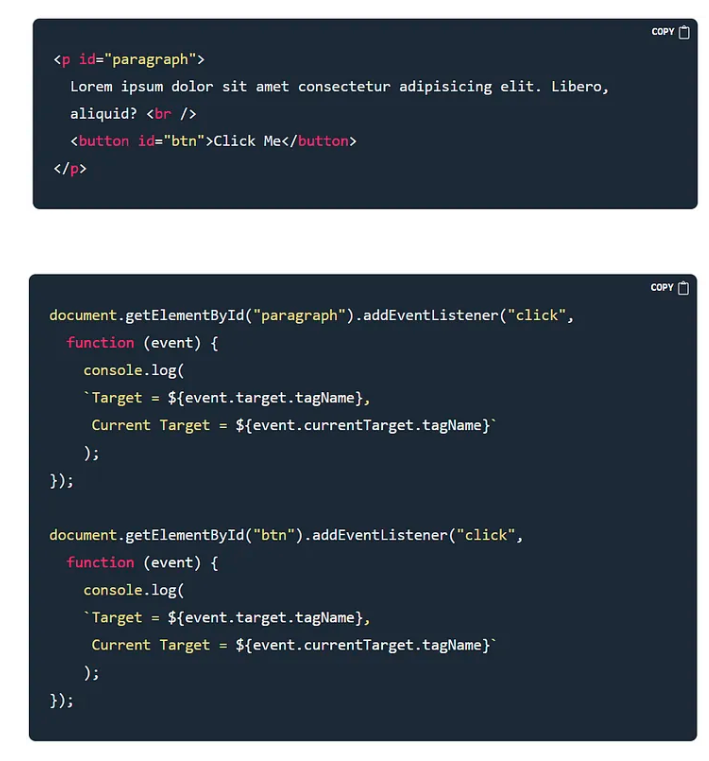 COPY
<p id="paragraph">
Lorem ipsum dolor sit amet consectetur adipisicing elit. Libero,
aliquid? <br />
<button id="btn">Click Me</button>
</p>
COPY
document.getElementById("paragraph").addEventListener("click",
function (event) {
console.log(
`Target = ${event.target.tagName},
Current Target = ${event.currentTarget.tagName}`
);
});
document.getElementById("btn").addEventListener("click",
function (event) {
console.log(
`Target = ${event.target.tagName},
Current Target = ${event.currentTarget.tagName}`
);
});